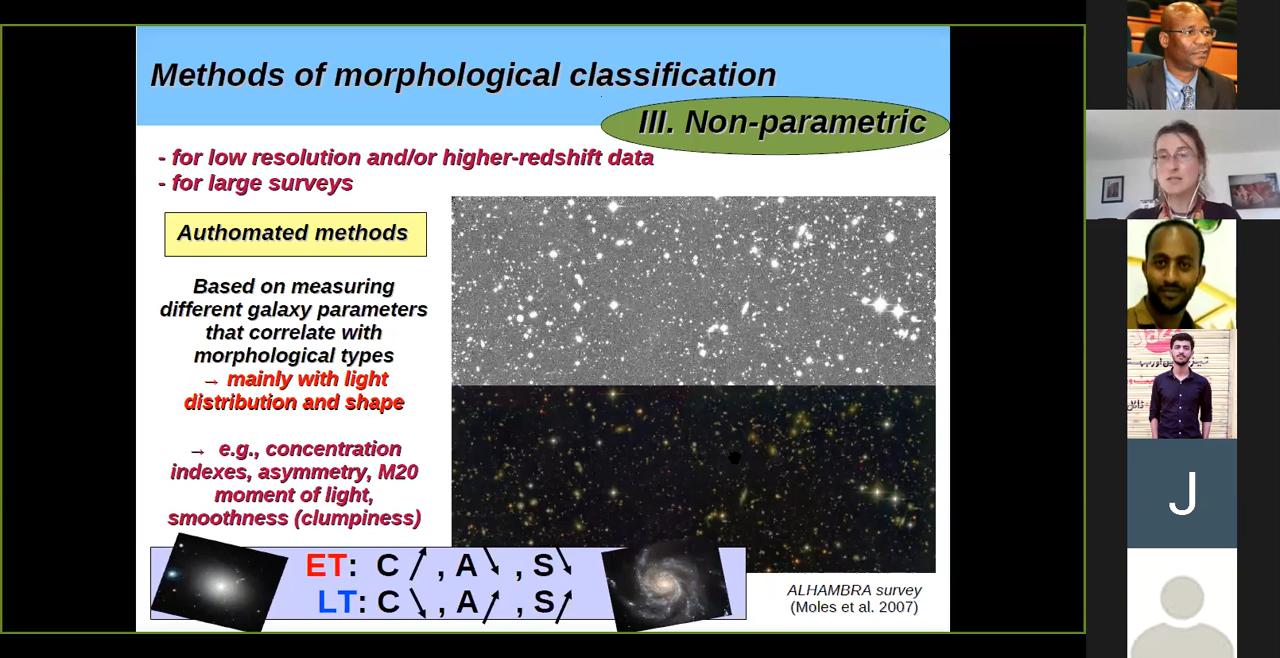 Methods of morphological classification
III. Non-parametric
- for low resolution and/or higher-redshift data
- for large surveys
Authomated methods
Based on measuring
different galaxy parameters
that correlate with
morphological types
→ mainly with light
distribution and shape
→ e.g., concentration
indexes, asymmetry, M20
moment of light,
smoothness (clumpiness)
ET: C ↗ , A ↘ , S ↘
LT: C ↘ , A ↗ , S ↗
ALHAMBRA survey
(Moles et al. 2007)
J